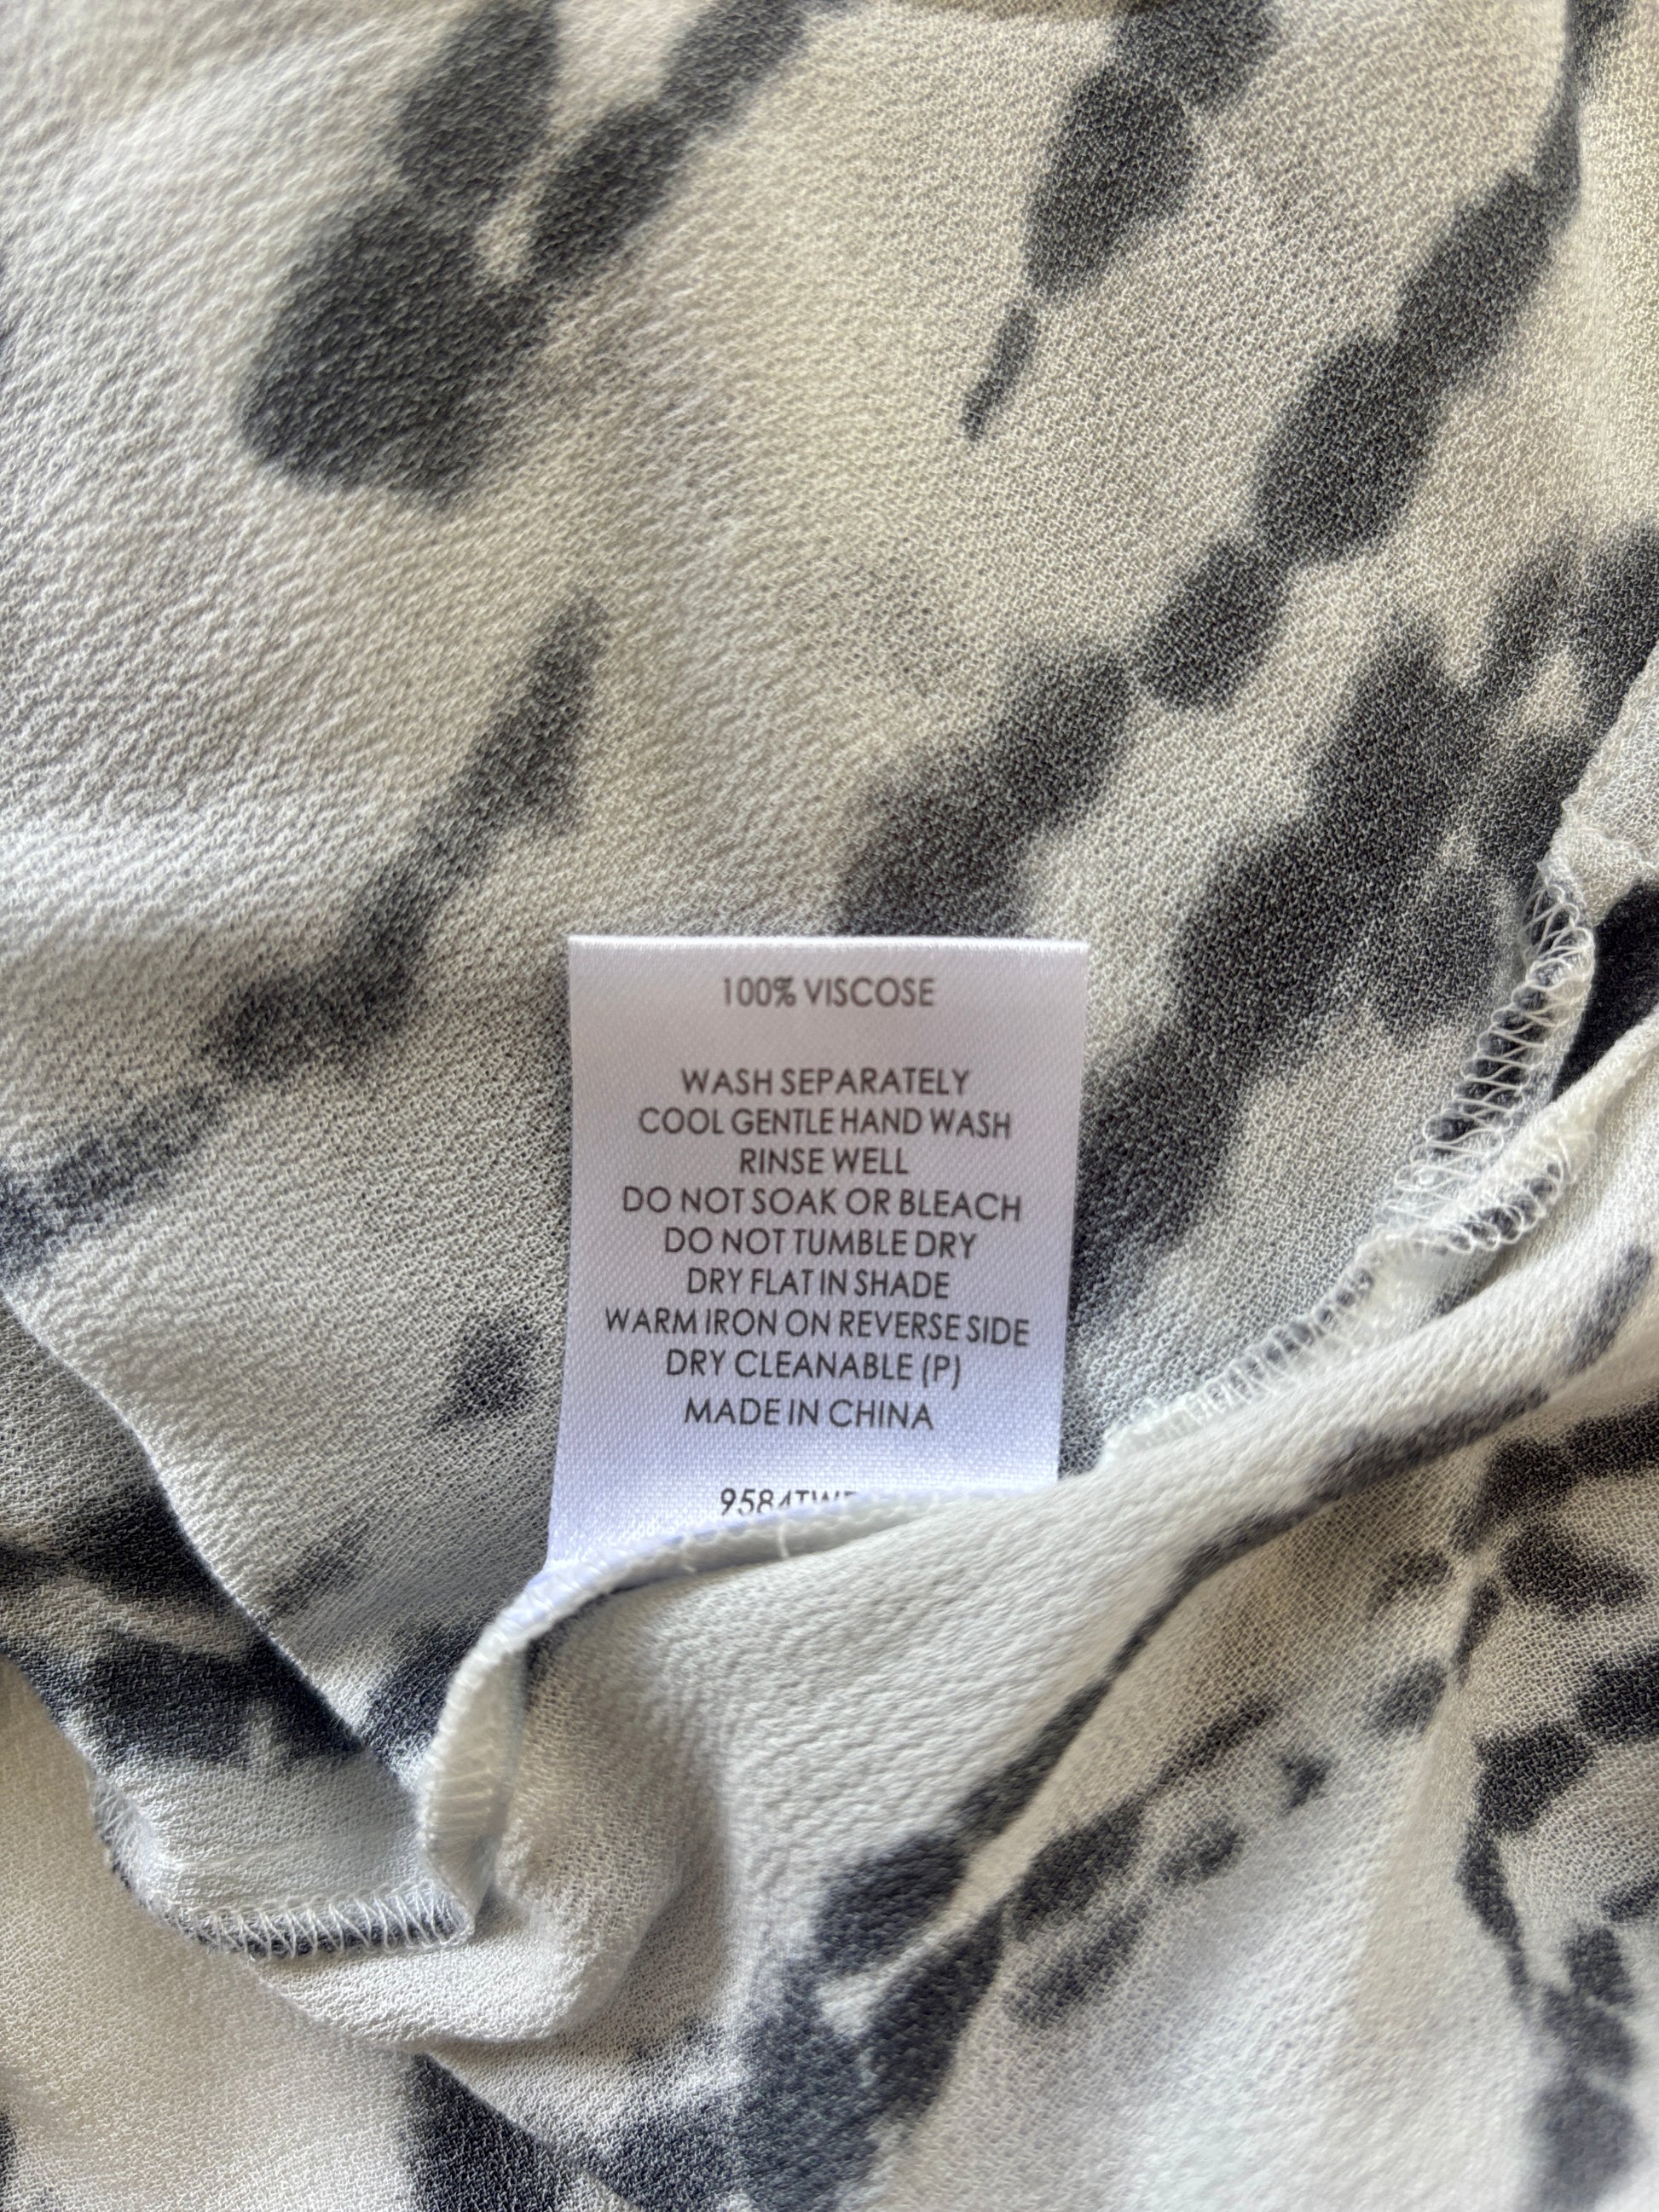 100% VISCOSE
WASH SEPARATELY
COOL GENTLE HAND WASH
RINSE WELL
DO NOT SOAK OR BLEACH
DO NOT TUMBLE DRY
DRY FLAT IN SHADE
WARM IRON ON REVERSE SIDE
DRY CLEANABLE (P)
MADE IN CHINA